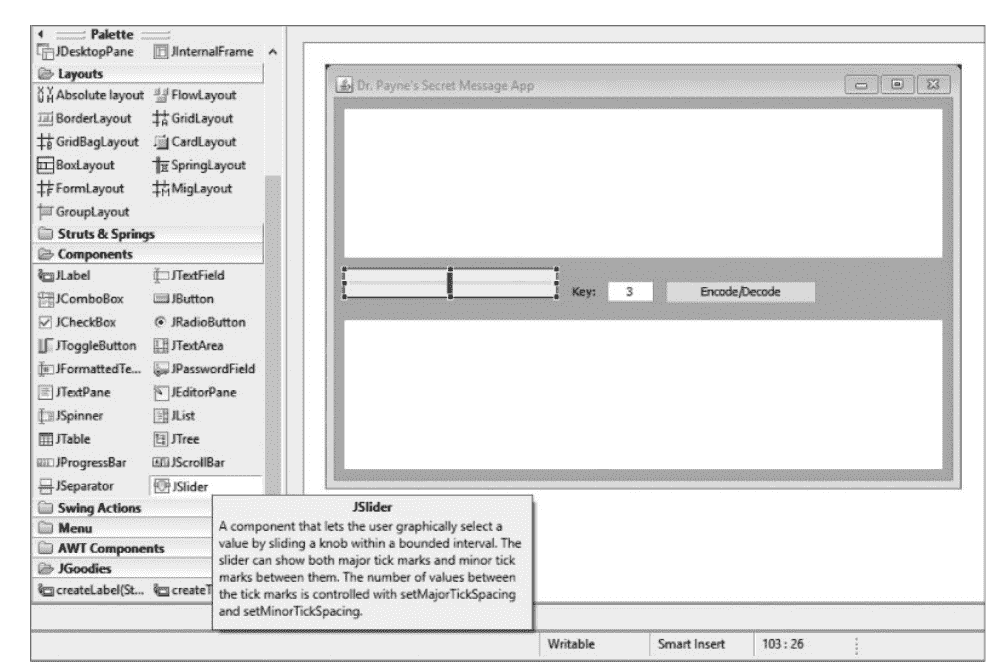 Palette
JDesktopPane JInternalFrame
Layouts
Absolute layout FlowLayout
BorderLayout GridLayout
GridBagLayout CardLayout
BoxLayout SpringLayout
FormLayout MigLayout
GroupLayout
Struts & Springs
Components
JLabel JTextField
JComboBox JButton
JCheckBox JRadioButton
JToggleButton JTextArea
JFormattedTe... JPasswordField
JTextPane JEditorPane
JSpinner JList
JTable JTree
JProgressBar JScrollBar
JSeparator JSlider
Swing Actions
Menu
AWT Components
JGoodies
createLabel(St... createT
Dr. Payne's Secret Message App
Key: 3 Encode/Decode
JSlider
A component that lets the user graphically select a
value by sliding a knob within a bounded interval. The
slider can show both major tick marks and minor tick
marks between them. The number of values between
the tick marks is controlled with setMajorTickSpacing
and setMinorTickSpacing.
Writable Smart Insert 103 : 26